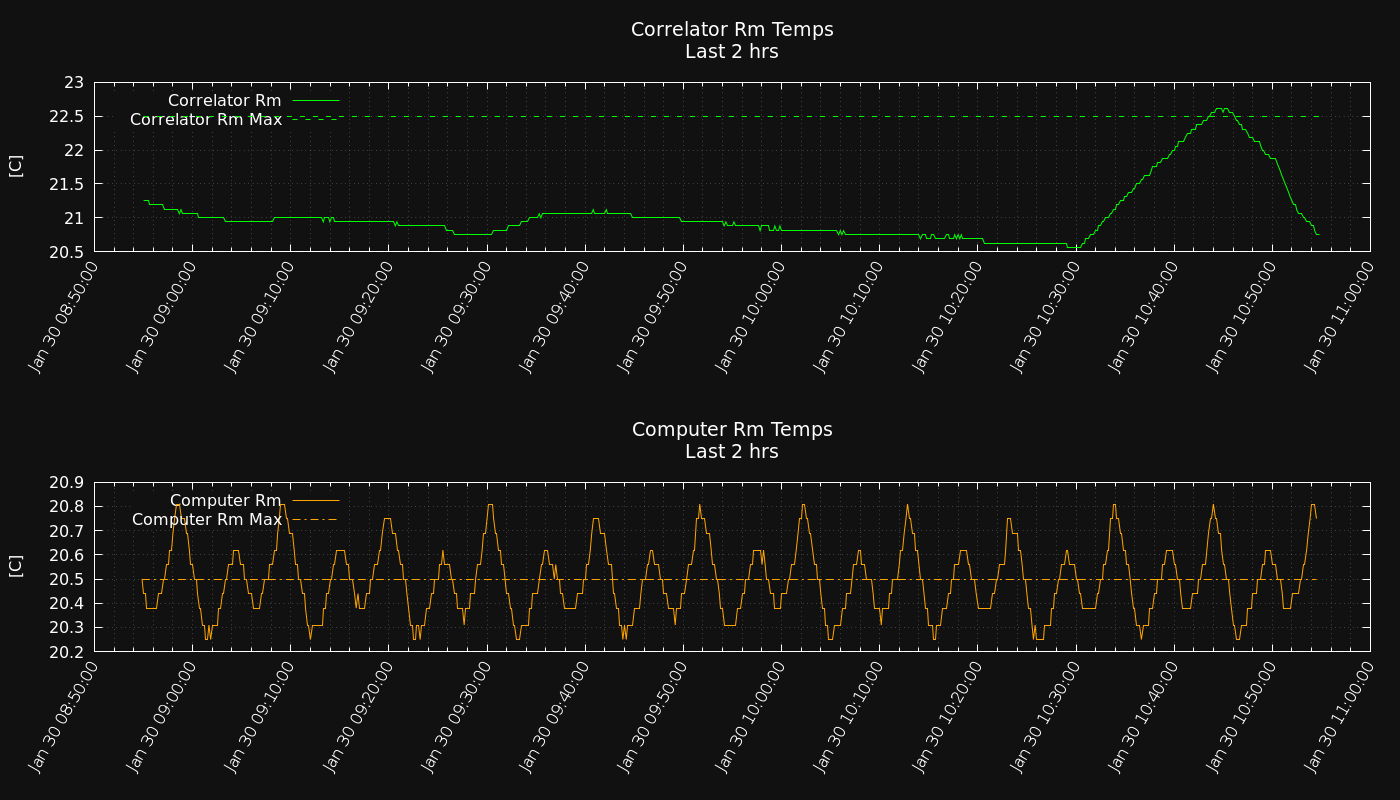 Correlator Rm Temps
Last 2 hrs
[C]
23
22.5
22
21.5
21
20.5
Correlator Rm
Correlator Rm Max
Jan 30 08:50:00
Jan 30 09:00:00
Jan 30 09:10:00
Jan 30 09:20:00
Jan 30 09:30:00
Jan 30 09:40:00
Jan 30 09:50:00
Jan 30 10:00:00
Jan 30 10:10:00
Jan 30 10:20:00
Jan 30 10:30:00
Jan 30 10:40:00
Jan 30 10:50:00
Jan 30 11:00:00
Computer Rm Temps
Last 2 hrs
[C]
20.9
20.8
20.7
20.6
20.5
20.4
20.3
20.2
Computer Rm
Computer Rm Max
Jan 30 08:50:00
Jan 30 09:00:00
Jan 30 09:10:00
Jan 30 09:20:00
Jan 30 09:30:00
Jan 30 09:40:00
Jan 30 09:50:00
Jan 30 10:00:00
Jan 30 10:10:00
Jan 30 10:20:00
Jan 30 10:30:00
Jan 30 10:40:00
Jan 30 10:50:00
Jan 30 11:00:00